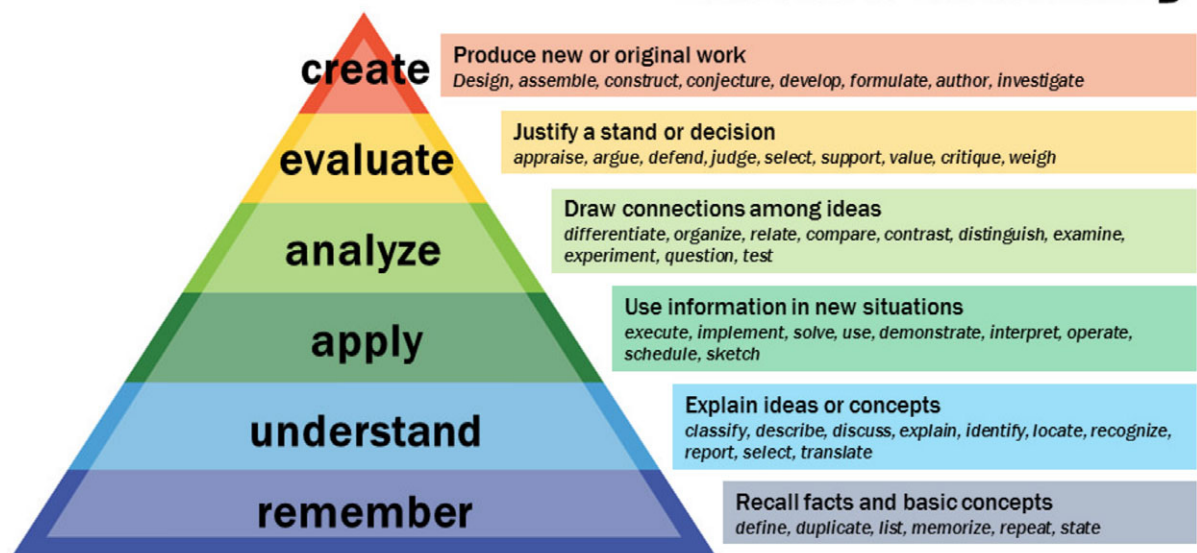 create
Produce new or original work
Design, assemble, construct, conjecture, develop, formulate, author, investigate
evaluate
Justify a stand or decision
appraise, argue, defend, judge, select, support, value, critique, weigh
analyze
Draw connections among ideas
differentiate, organize, relate, compare, contrast, distinguish, examine,
experiment, question, test
apply
Use information in new situations
execute, implement, solve, use, demonstrate, interpret, operate,
schedule, sketch
understand
Explain ideas or concepts
classify, describe, discuss, explain, identify, locate, recognize,
report, select, translate
remember
Recall facts and basic concepts
define, duplicate, list, memorize, repeat, state